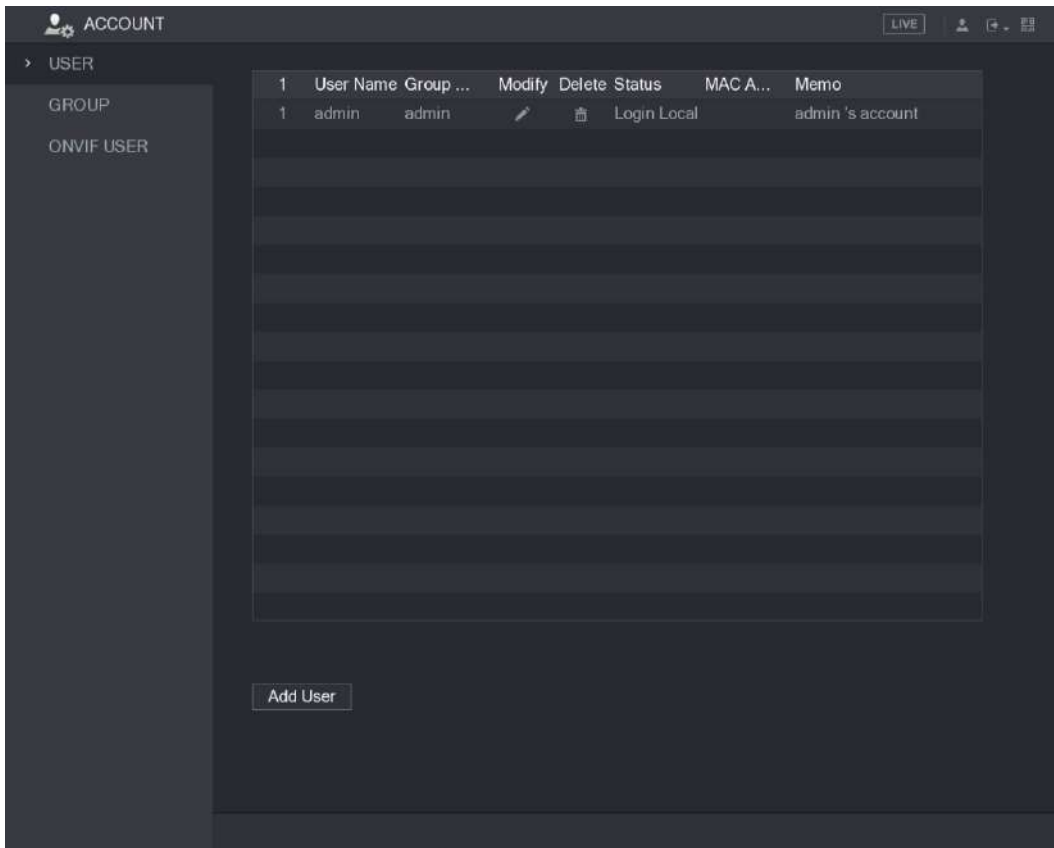 ACCOUNT LIVE
USER
GROUP
ONVIF USER
1 User Name Group ... Modify Delete Status MAC A... Memo
1 admin admin Login Local admin 's account
Add User